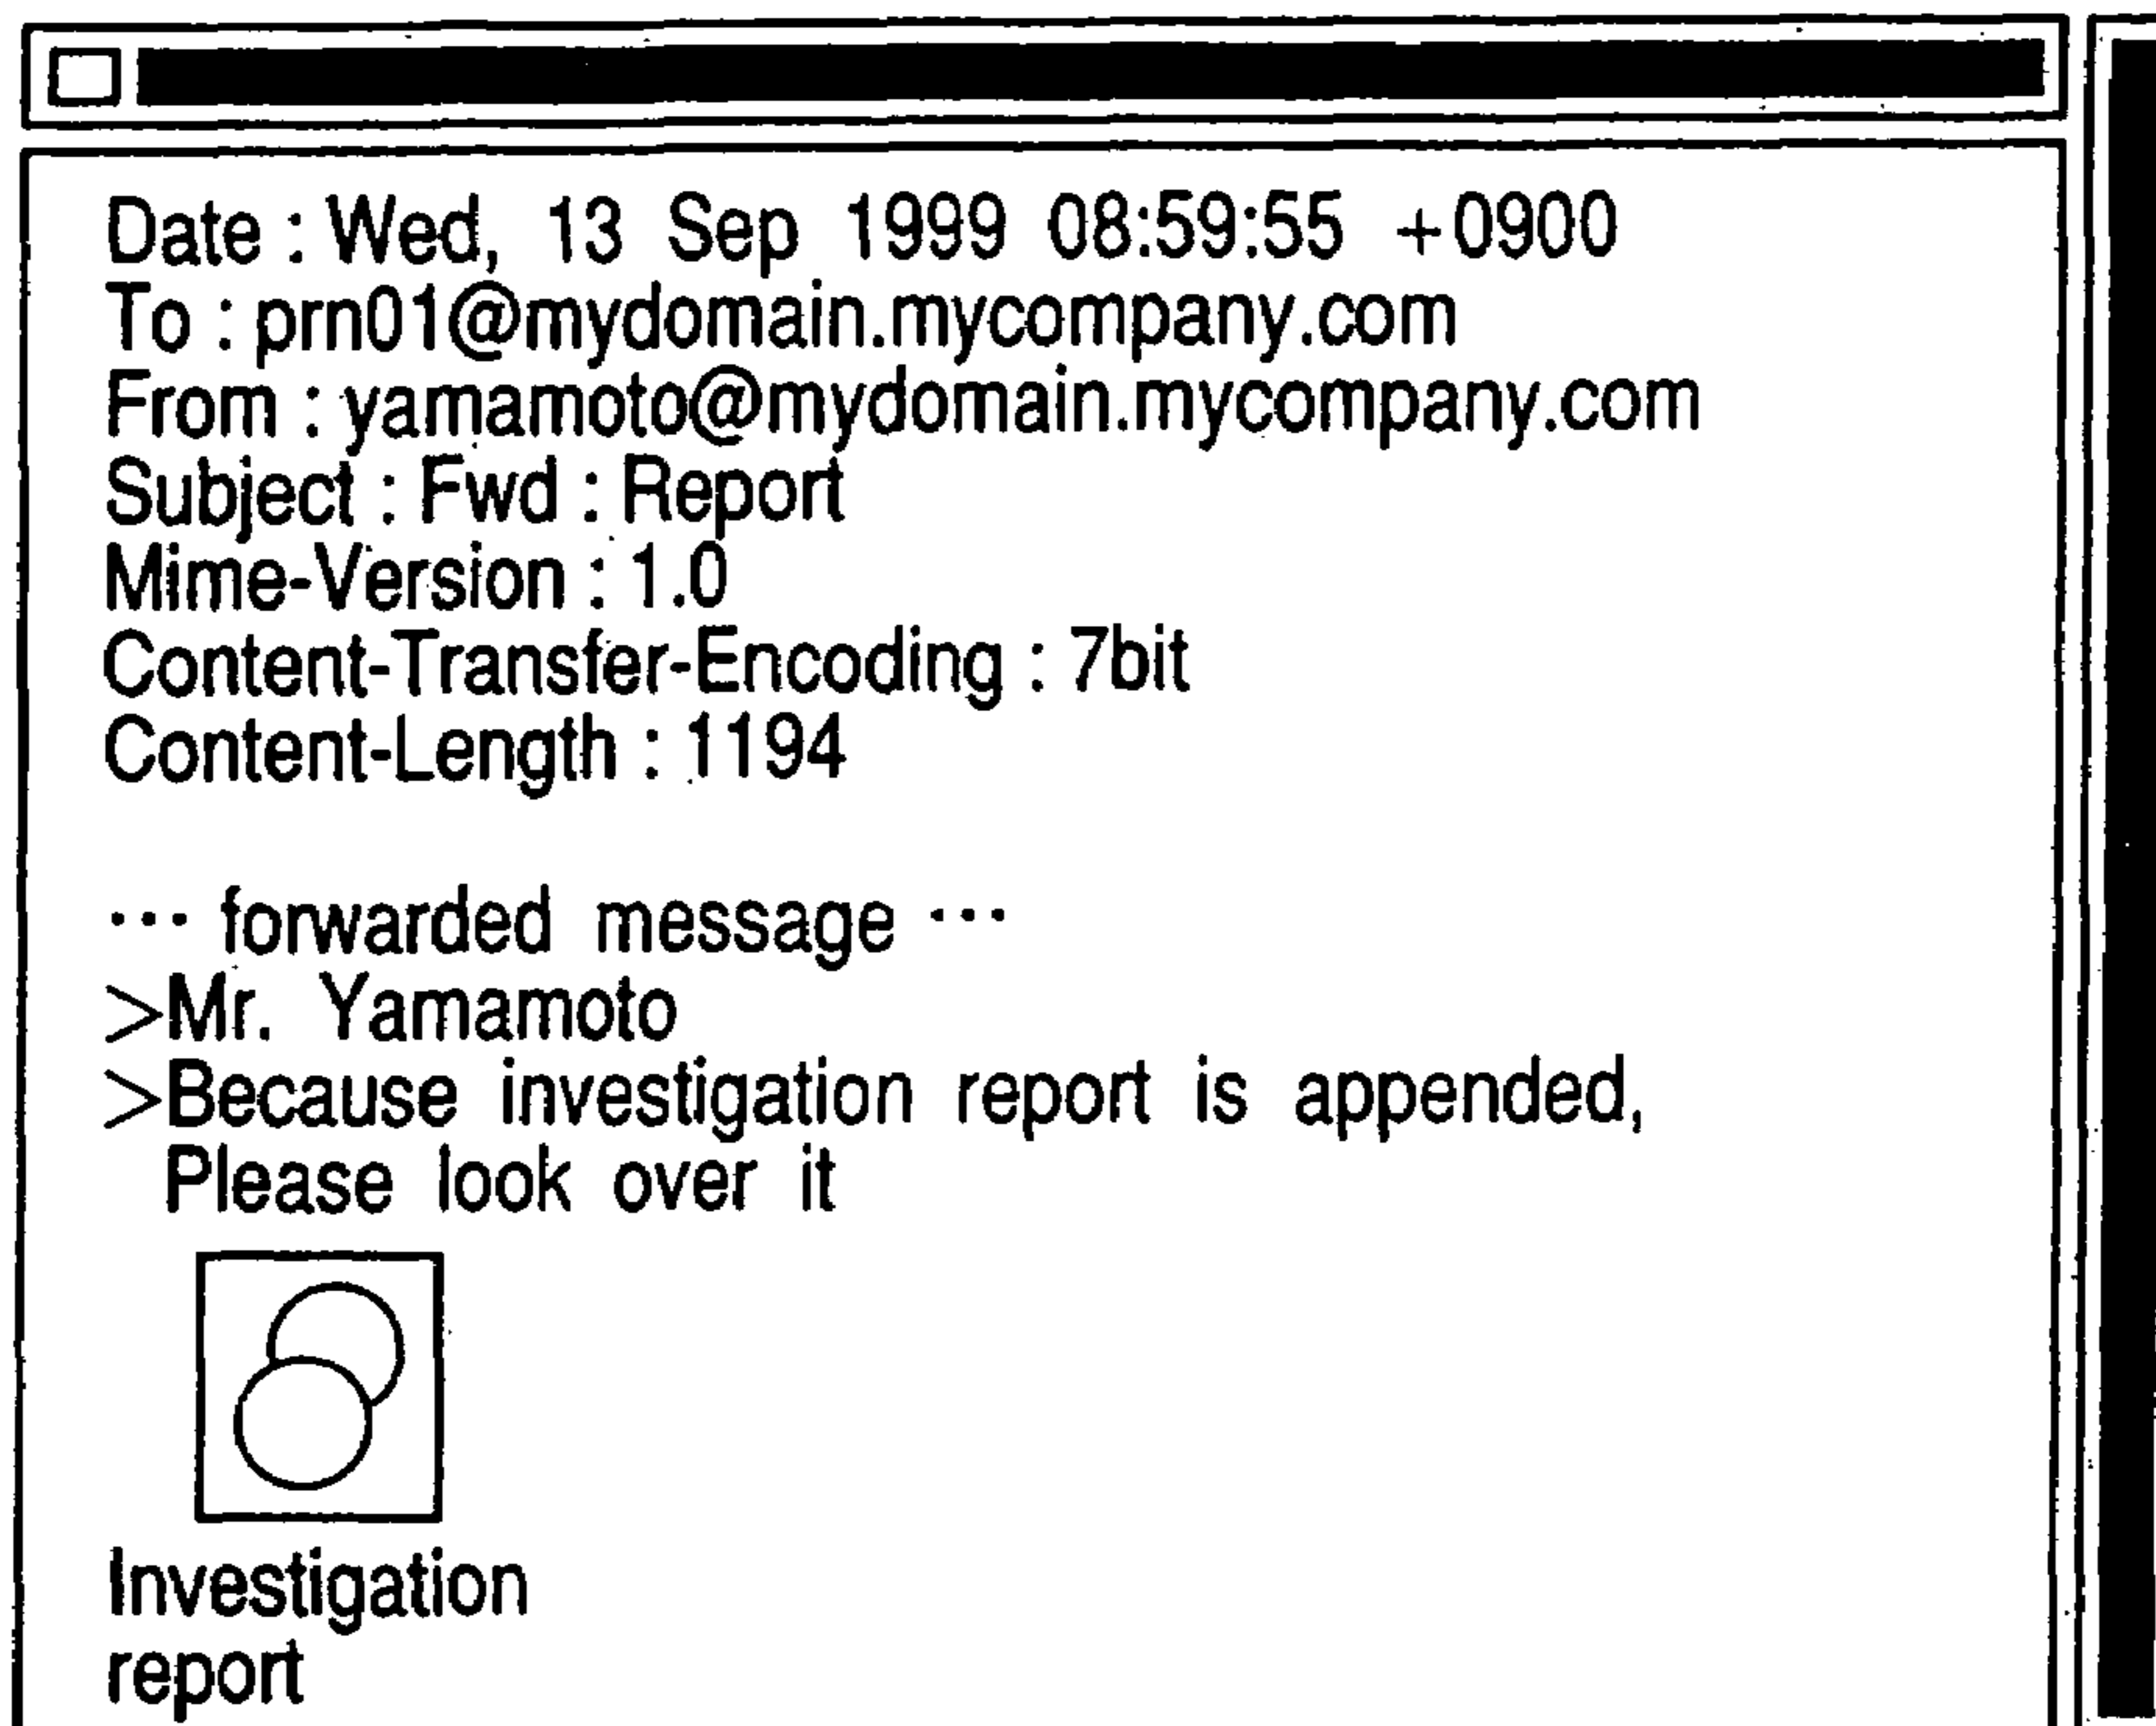 Date : Wed, 13 Sep 1999 08:59:55 +0900
To : prn01@mydomain.mycompany.com
From : yamamoto@mydomain.mycompany.com
Subject : Fwd : Report
Mime-Version : 1.0
Content-Transfer-Encoding : 7bit
Content-Length : 1194
··· forwarded message ···
>Mr. Yamamoto
>Because investigation report is appended,
Please look over it
Investigation
report